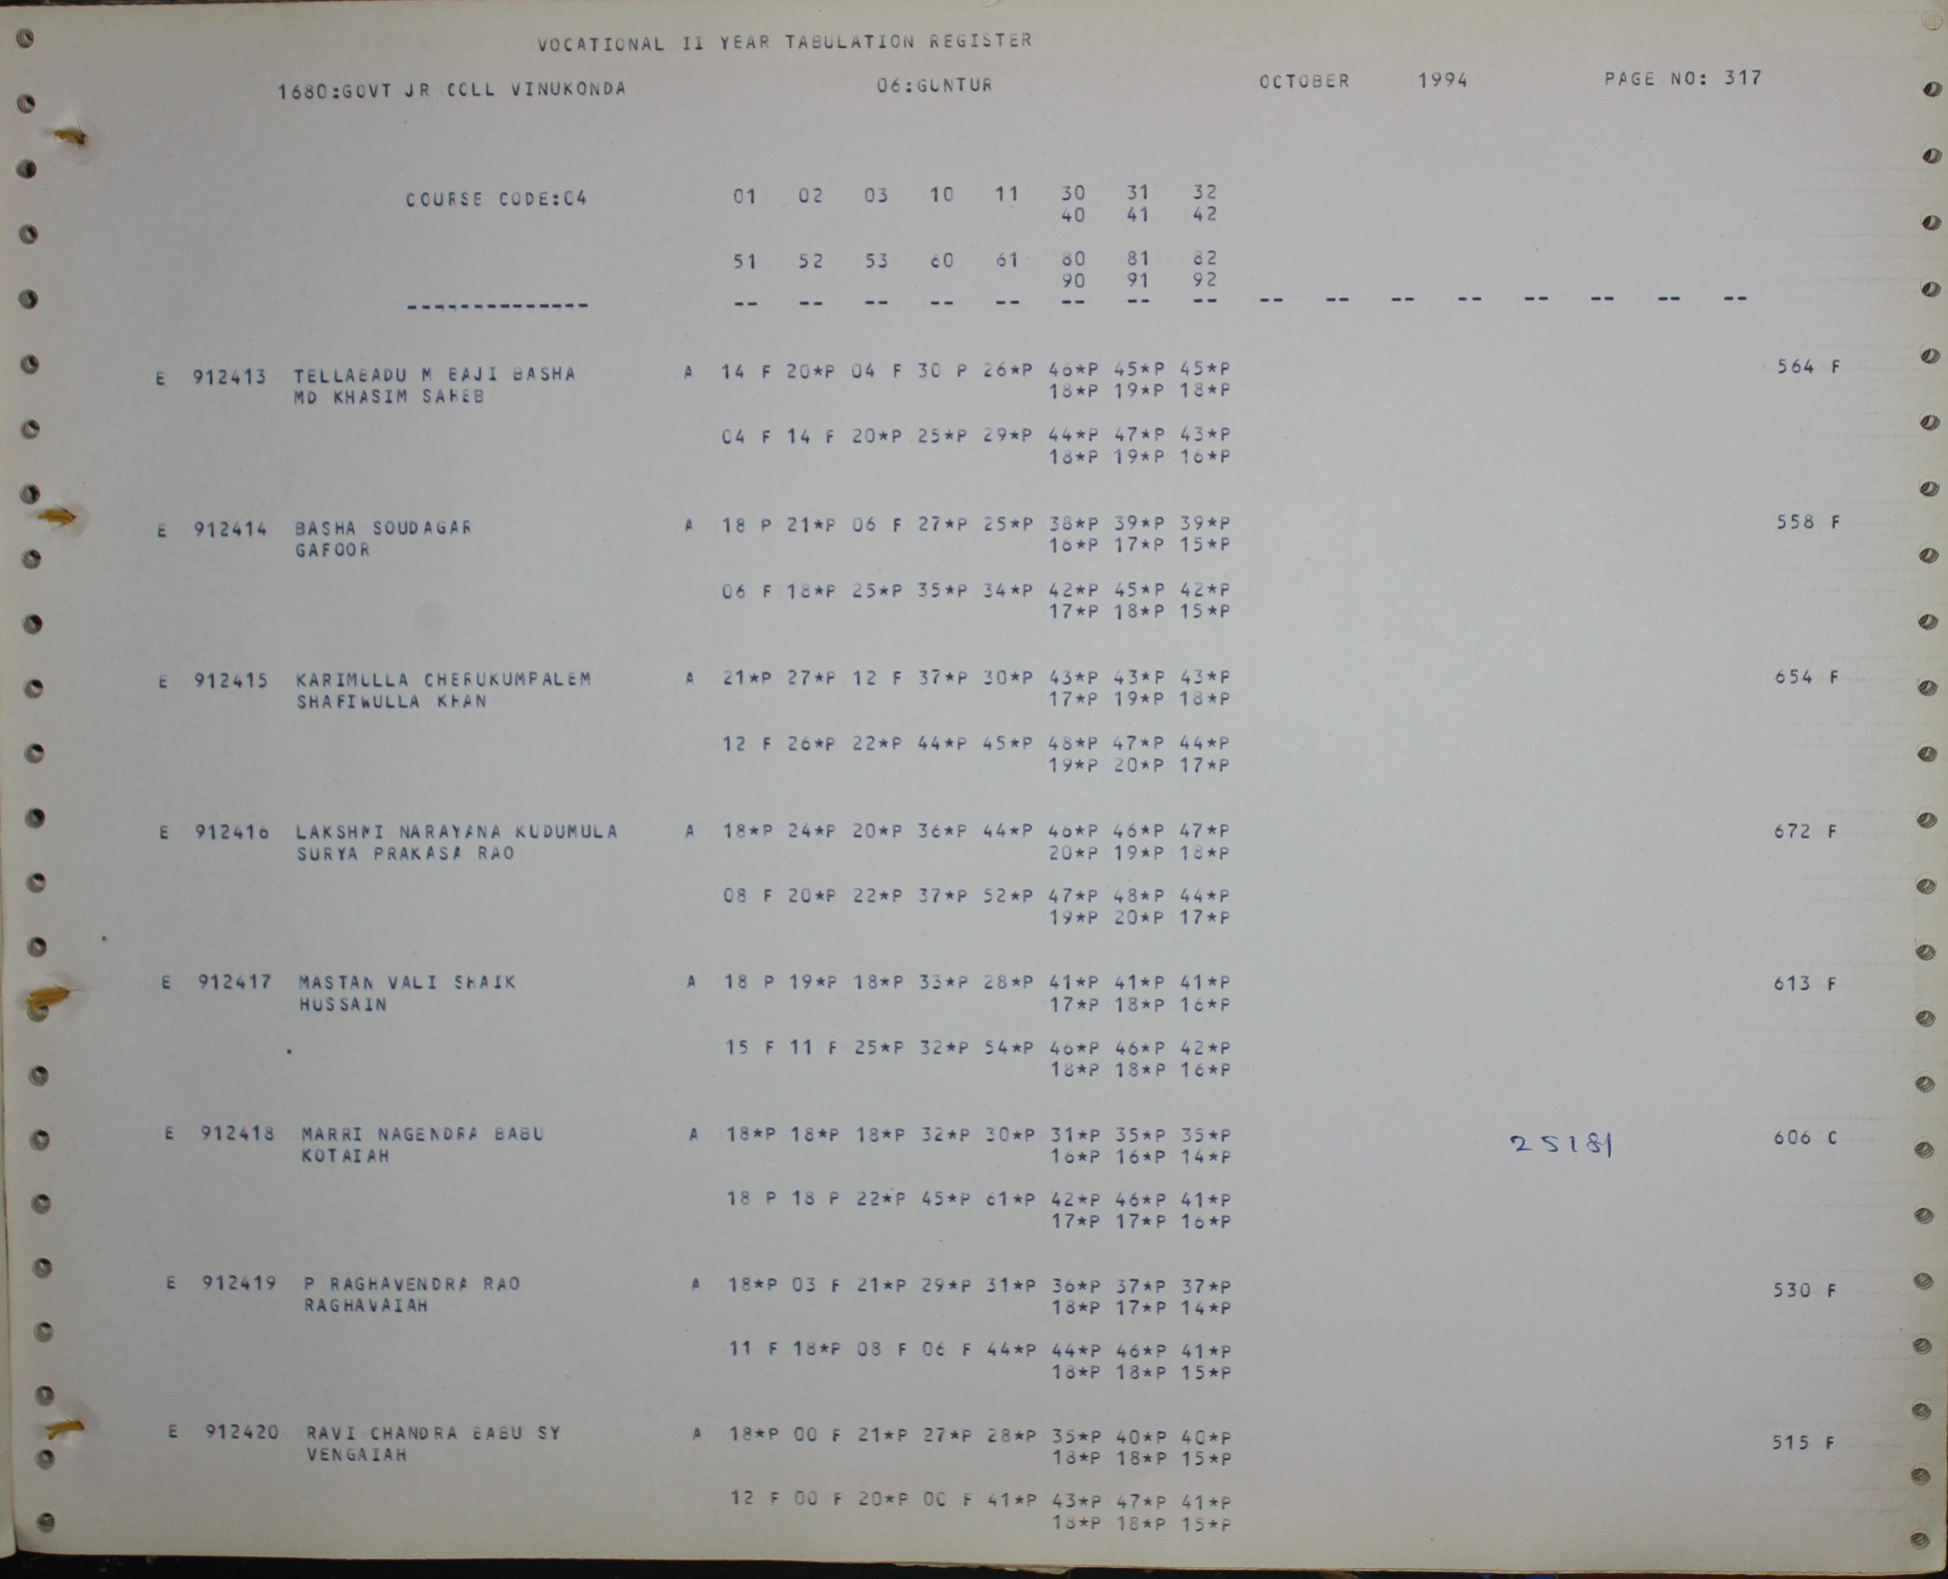 VOCATIONAL II YEAR TABULATION REGISTER
1680:GOVT JR COLL VINUKONDA 06:GUNTUR OCTOBER 1994 PAGE NO: 317
COURSE CODE:04 01 02 03 10 11 30 31 32
40 41 42
51 52 53 60 61 80 81 82
90 91 92
-------------- -- -- -- -- -- -- -- -- -- -- -- -- -- -- -- --
E 912413 TELLABADU M BAJI BASHA A 14 F 20*P 04 F 30 P 26*P 46*P 45*P 45*P 564 F
MD KHASIM SAHEB 18*P 19*P 18*P
04 F 14 F 20*P 25*P 29*P 44*P 47*P 43*P
18*P 19*P 16*P
E 912414 BASHA SOUDAGAR A 18 P 21*P 06 F 27*P 25*P 38*P 39*P 39*P 558 F
GAFOOR 16*P 17*P 15*P
06 F 18*P 25*P 35*P 34*P 42*P 45*P 42*P
17*P 18*P 15*P
E 912415 KARIMULLA CHERUKUMPALEM A 21*P 27*P 12 F 37*P 30*P 43*P 43*P 43*P 654 F
SHAFIWULLA KHAN 17*P 19*P 18*P
12 F 26*P 22*P 44*P 45*P 48*P 47*P 44*P
19*P 20*P 17*P
E 912416 LAKSHMI NARAYANA KUDUMULA A 18*P 24*P 20*P 36*P 44*P 46*P 46*P 47*P 672 F
SURYA PRAKASA RAO 20*P 19*P 18*P
08 F 20*P 22*P 37*P 52*P 47*P 48*P 44*P
19*P 20*P 17*P
E 912417 MASTAN VALI SHAIK A 18 P 19*P 18*P 33*P 28*P 41*P 41*P 41*P 613 F
HUSSAIN 17*P 18*P 16*P
15 F 11 F 25*P 32*P 54*P 46*P 46*P 42*P
18*P 18*P 16*P
E 912418 MARRI NAGENDRA BABU A 18*P 18*P 18*P 32*P 30*P 31*P 35*P 35*P 25181 606 C
KOTAIAH 16*P 16*P 14*P
18 P 18 P 22*P 45*P 61*P 42*P 46*P 41*P
17*P 17*P 16*P
E 912419 P RAGHAVENDRA RAO A 18*P 03 F 21*P 29*P 31*P 36*P 37*P 37*P 530 F
RAGHAVAIAH 18*P 17*P 14*P
11 F 18*P 08 F 06 F 44*P 44*P 46*P 41*P
18*P 18*P 15*P
E 912420 RAVI CHANDRA BABU SY A 18*P 00 F 21*P 27*P 28*P 35*P 40*P 40*P 515 F
VENGAIAH 18*P 18*P 15*P
12 F 00 F 20*P 00 F 41*P 43*P 47*P 41*P
18*P 18*P 15*P